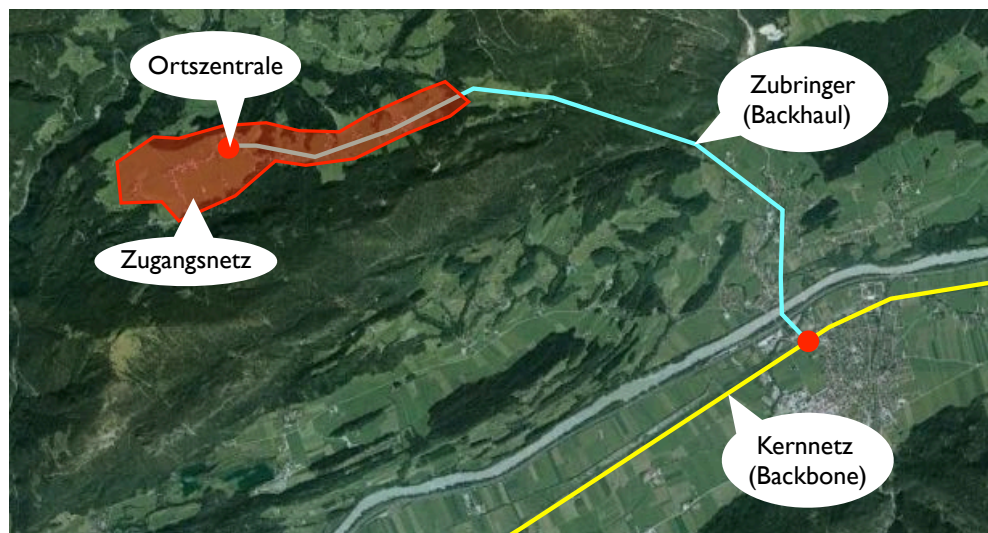 Ortszentrale
Zubringer
(Backhaul)
Zugangsnetz
Kernnetz
(Backbone)